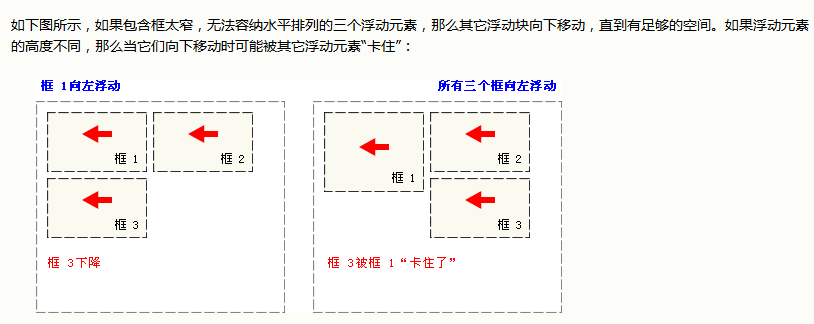 如下图所示，如果包含框太窄，无法容纳水平排列的三个浮动元素，那么其它浮动块向下移动，直到有足够的空间。如果浮动元素
的高度不同，那么当它们向下移动时可能被其它浮动元素“卡住”：
框 1向左浮动
所有三个框向左浮动
框 1
框 2
框 3
框 3下降
框 1
框 2
框 3
框 3被框 1“卡住了”